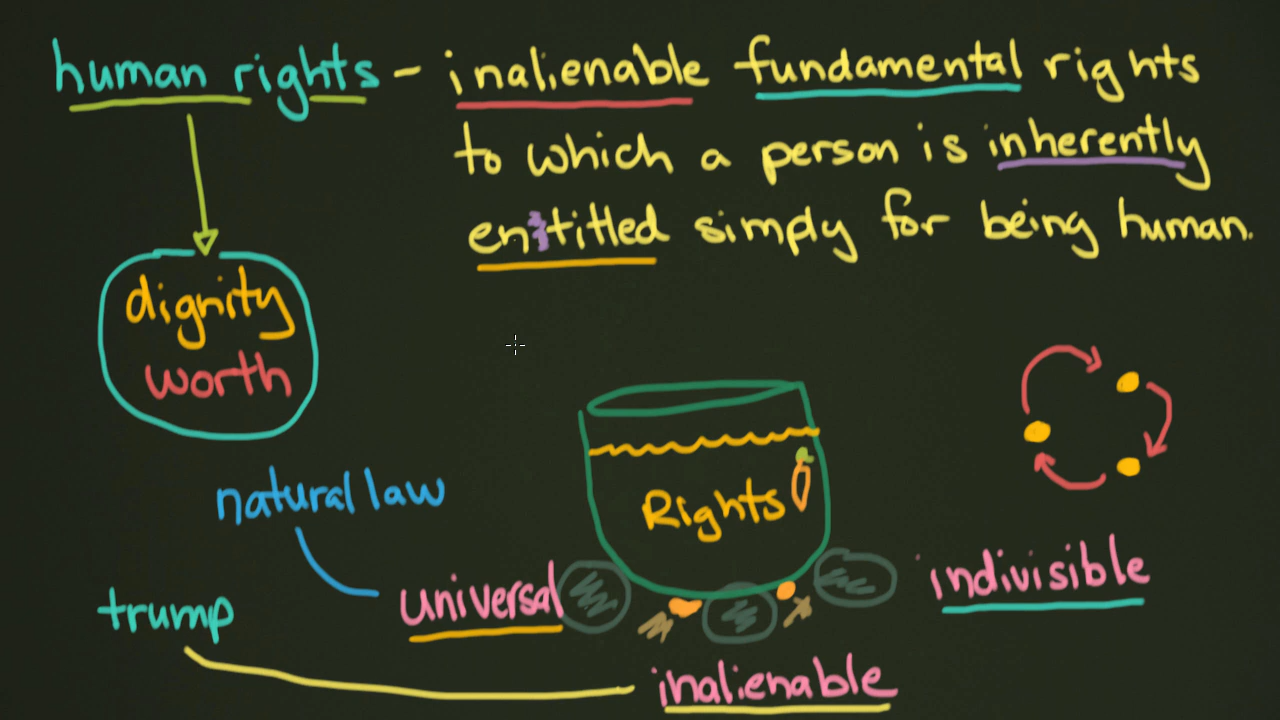 human rights - inalienable fundamental rights
to which a person is inherently
entitled simply for being human.
dignity
worth
natural law
Rights
universal
indivisible
trump
inalienable